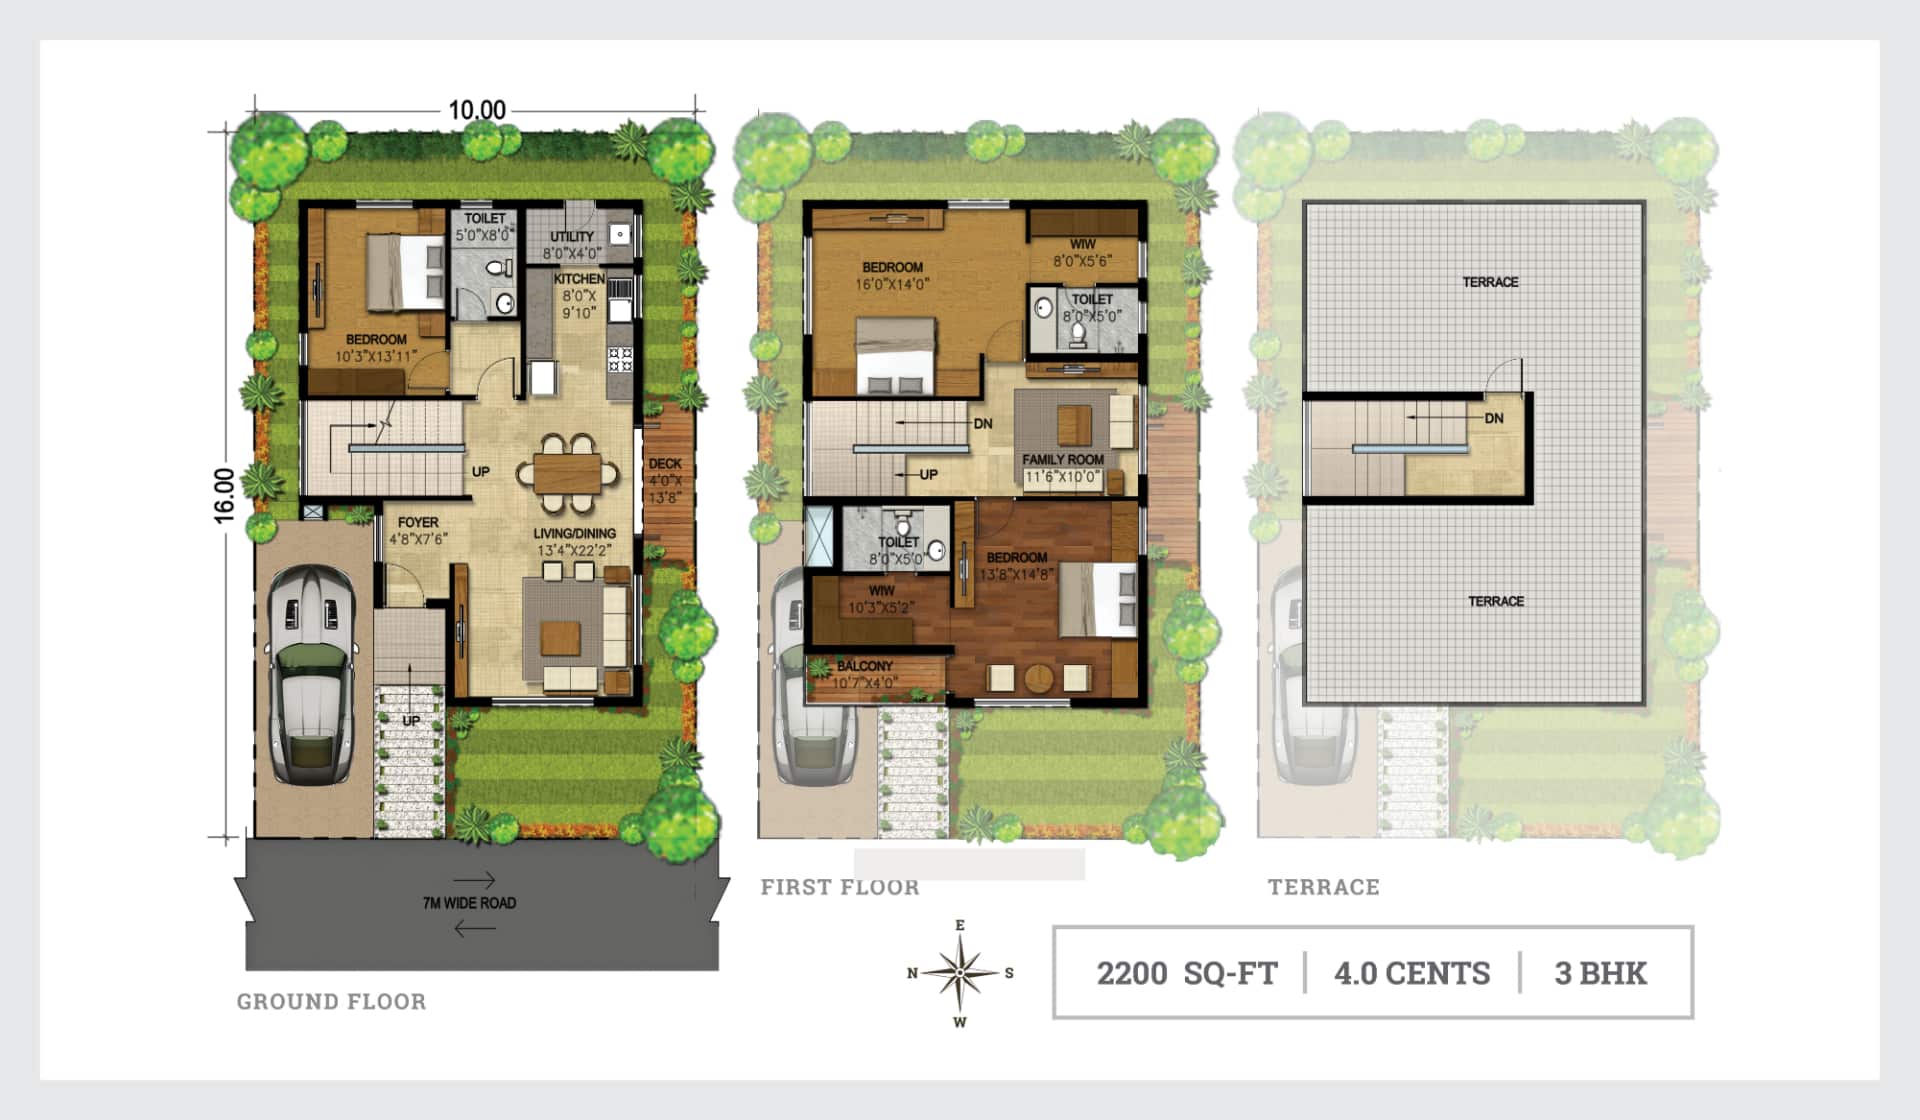 10.00
16.00
TOILET
5'0"X8'0"
UTILITY
8'0"X4'0"
KITCHEN
8'0"X
9'10"
BEDROOM
10'3"X13'11"
UP
DECK
4'0"X
13'8"
FOYER
4'8"X7'6"
LIVING/DINING
13'4"X22'2"
UP
7M WIDE ROAD
GROUND FLOOR
BEDROOM
16'0"X14'0"
WIW
8'0"X5'6"
TOILET
8'0"X5'0"
DN
UP
FAMILY ROOM
11'6"X10'0"
TOILET
8'0"X5'0"
BEDROOM
13'8"X14'8"
WIW
10'3"X5'2"
BALCONY
10'7"X4'0"
FIRST FLOOR
TERRACE
DN
TERRACE
TERRACE
E
N S
W
2200 SQ-FT | 4.0 CENTS | 3 BHK